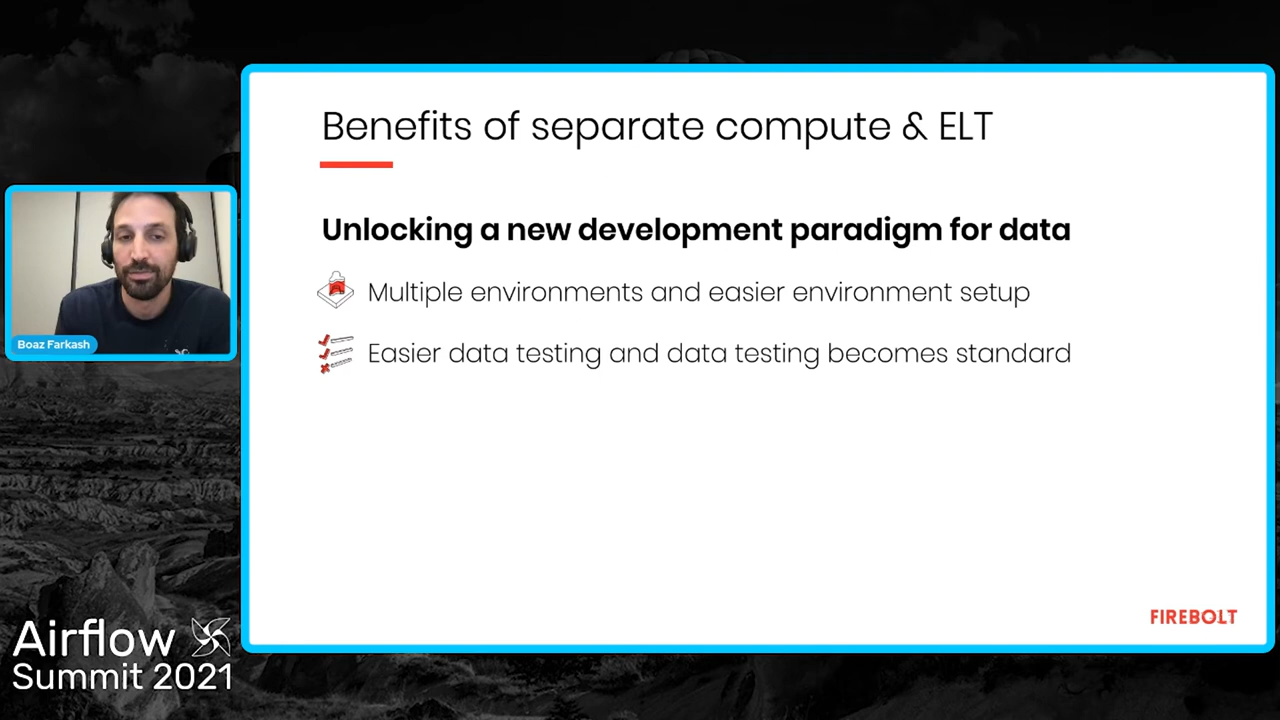 Benefits of separate compute & ELT
Unlocking a new development paradigm for data
Multiple environments and easier environment setup
Easier data testing and data testing becomes standard
Boaz Farkash
FIREBOLT
Airflow
Summit 2021